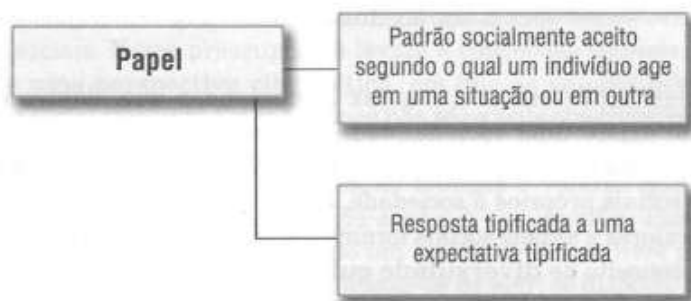 Papel
Padrão socialmente aceito
segundo o qual um indivíduo age
em uma situação ou em outra
Resposta tipificada a uma
expectativa tipificada